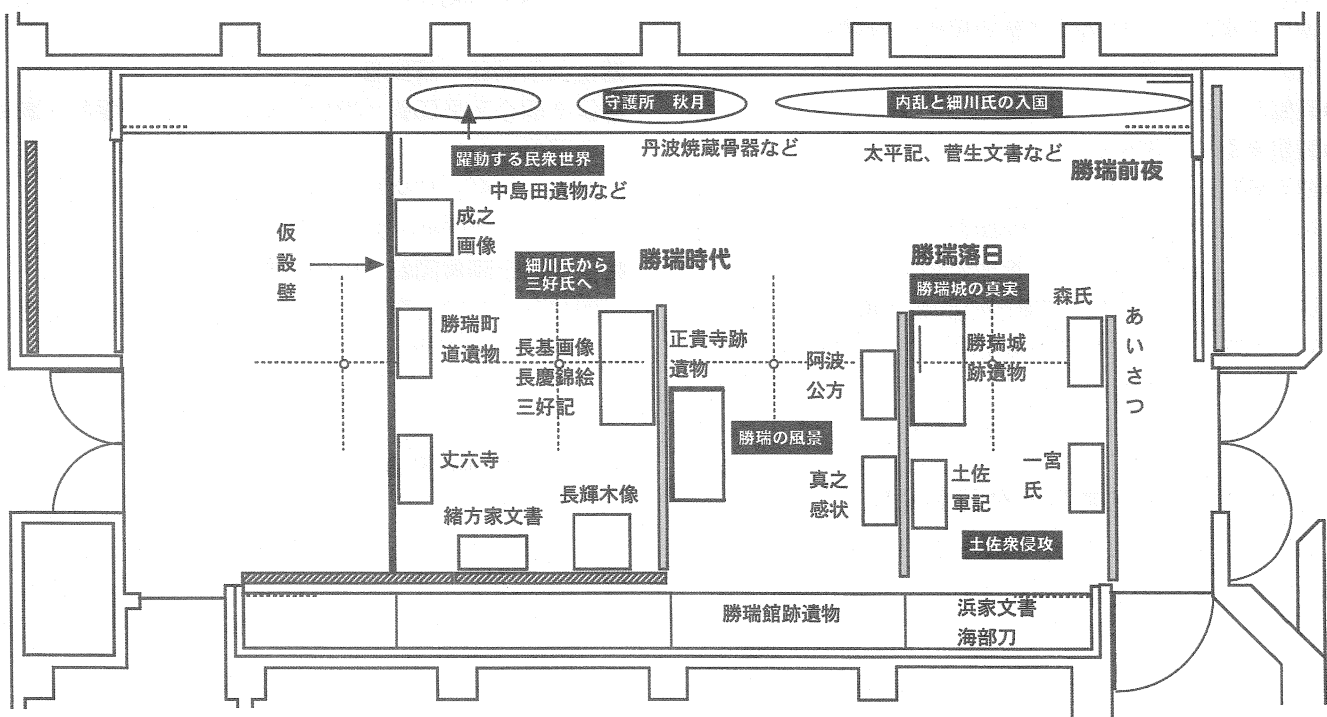 守護所　秋月
内乱と細川氏の入国
躍動する民衆世界
丹波焼蔵骨器など
太平記、菅生文書など
勝瑞前夜
中島田遺物など
成之
画像
仮
設
壁
細川氏から
三好氏へ
勝瑞時代
勝瑞落日
勝瑞城の真実
森氏
あ
い
さ
つ
勝瑞町
道遺物
長基画像
長慶錦絵
三好記
正貴寺跡
遺物
阿波
公方
勝瑞城
跡遺物
勝瑞の風景
丈六寺
長輝木像
緒方家文書
真之
感状
土佐
軍記
一宮
氏
土佐衆侵攻
勝瑞館跡遺物
浜家文書
海部刀